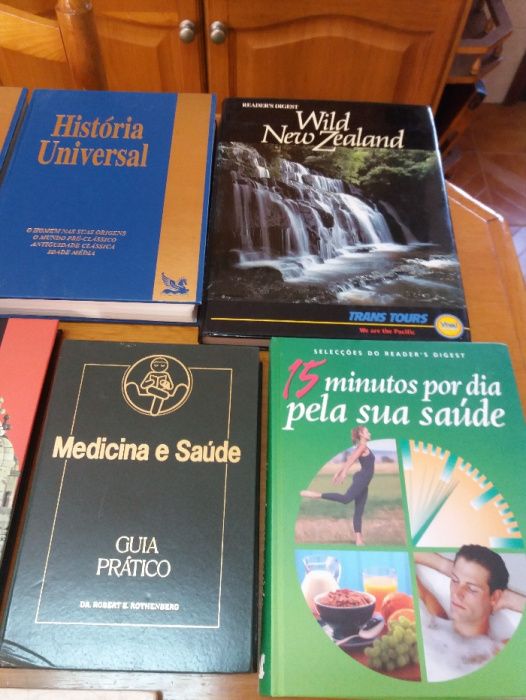 História
Universal
O HOMEM NAS SUAS ORIGENS
O MUNDO PRÉ-CLÁSSICO
ANTIGUIDADE CLÁSSICA
IDADE MÉDIA
READER'S DIGEST
Wild
New Zealand
TRANS TOURS
We are the Pacific
Medicina e Saúde
GUIA
PRÁTICO
DR. ROBERT E. ROTHENBERG
SELECÇÕES DO READER'S DIGEST
15 minutos por dia
pela sua saúde